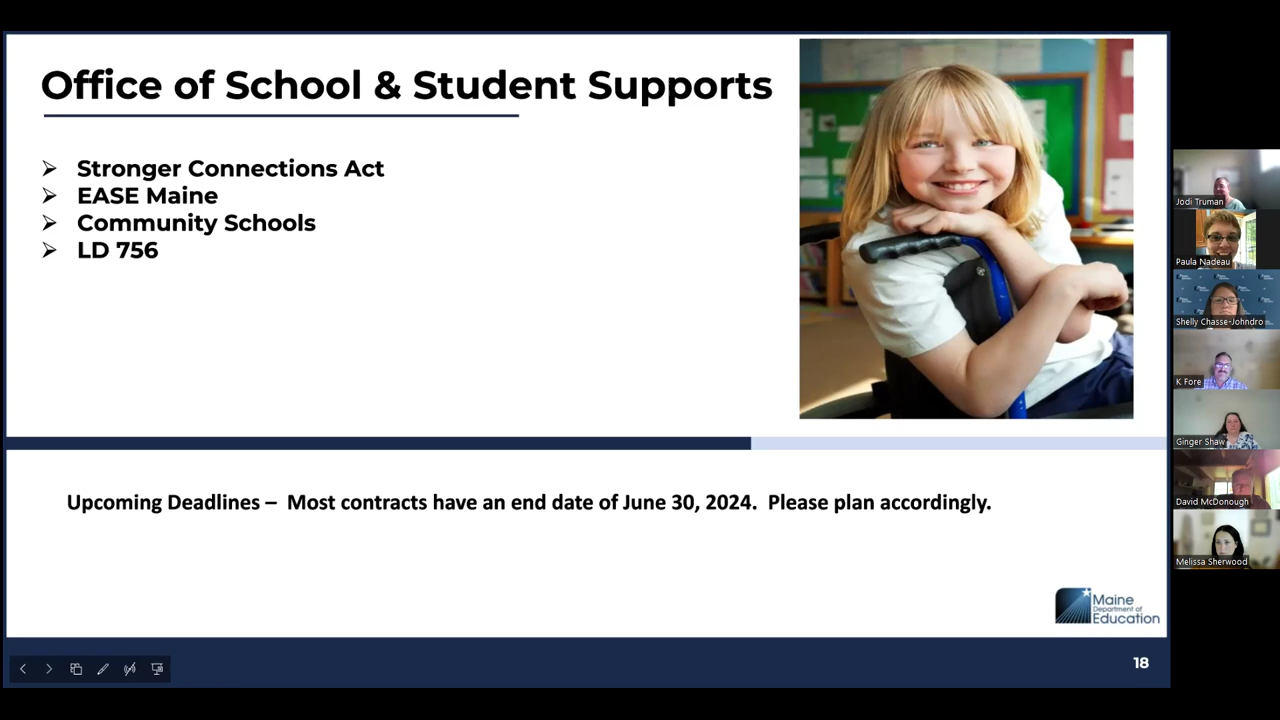 Office of School & Student Supports
➢ Stronger Connections Act
➢ EASE Maine
➢ Community Schools
➢ LD 756
Upcoming Deadlines – Most contracts have an end date of June 30, 2024. Please plan accordingly.
Maine
Department of
Education
18
Jodi Truman
Paula Nadeau
Shelly Chasse-Johndro
K Fore
Ginger Shaw
David McDonough
Melissa Sherwood